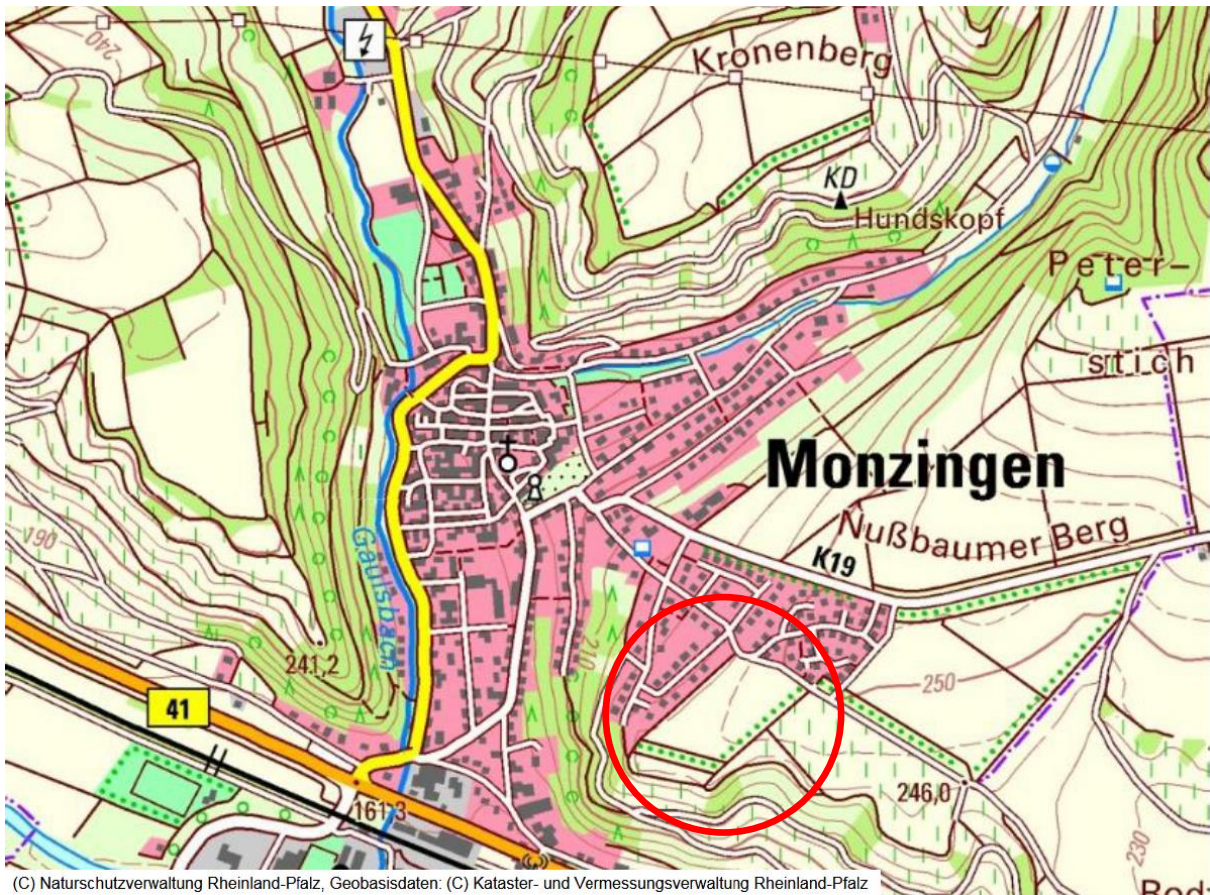 240
Kronenberg
KD
Hundskopf
Peter-
stich
Monzingen
Nußbaumer Berg
K19
Gaulsbach
190
210
241,2
250
41
161,3
246,0
230
(C) Naturschutzverwaltung Rheinland-Pfalz, Geobasisdaten: (C) Kataster- und Vermessungsverwaltung Rheinland-Pfalz